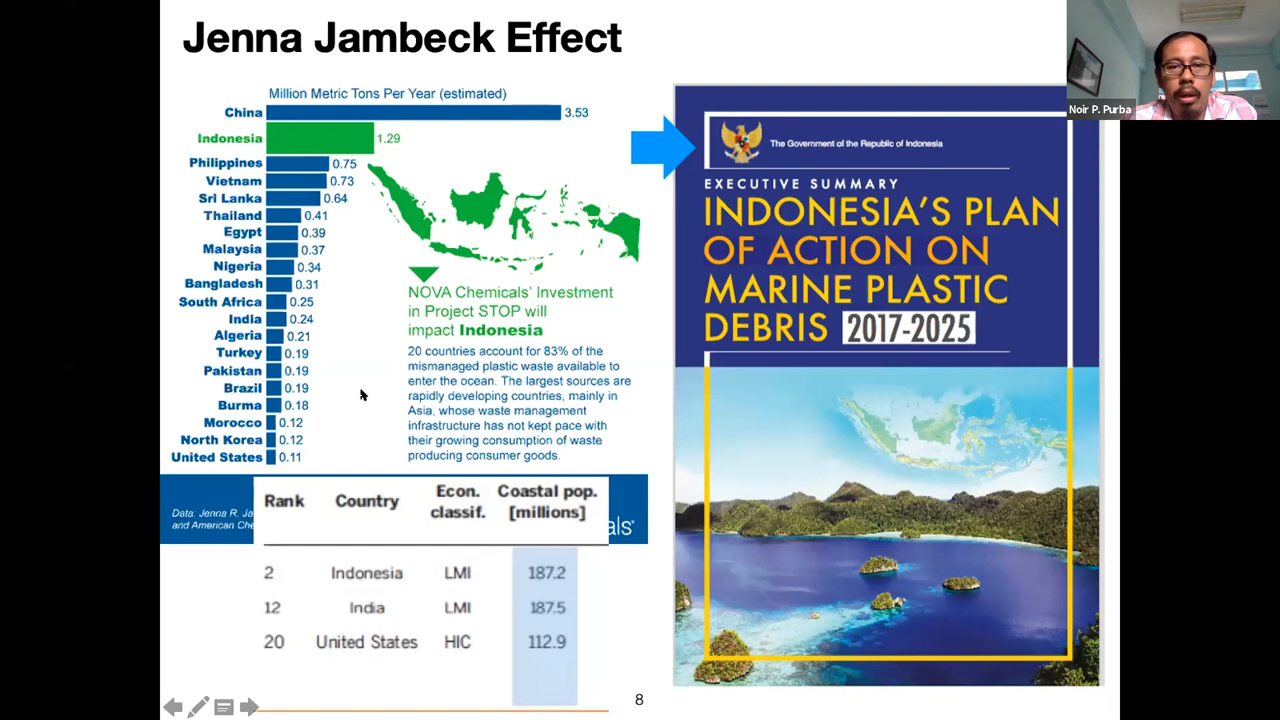 Jenna Jambeck Effect
Million Metric Tons Per Year (estimated)
China 3.53
Indonesia 1.29
Philippines 0.75
Vietnam 0.73
Sri Lanka 0.64
Thailand 0.41
Egypt 0.39
Malaysia 0.37
Nigeria 0.34
Bangladesh 0.31
South Africa 0.25
India 0.24
Algeria 0.21
Turkey 0.19
Pakistan 0.19
Brazil 0.19
Burma 0.18
Morocco 0.12
North Korea 0.12
United States 0.11
NOVA Chemicals' Investment
in Project STOP will
impact Indonesia
20 countries account for 83% of the
mismanaged plastic waste available to
enter the ocean. The largest sources are
rapidly developing countries, mainly in
Asia, whose waste management
infrastructure has not kept pace with
their growing consumption of waste
producing consumer goods.
Data: Jenna R. Ja
and American Che
als®
Rank Country Econ. classif. Coastal pop. [millions]
2 Indonesia LMI 187.2
12 India LMI 187.5
20 United States HIC 112.9
The Government of the Republic of Indonesia
EXECUTIVE SUMMARY
INDONESIA'S PLAN
OF ACTION ON
MARINE PLASTIC
DEBRIS 2017-2025
Noir P. Purba
8